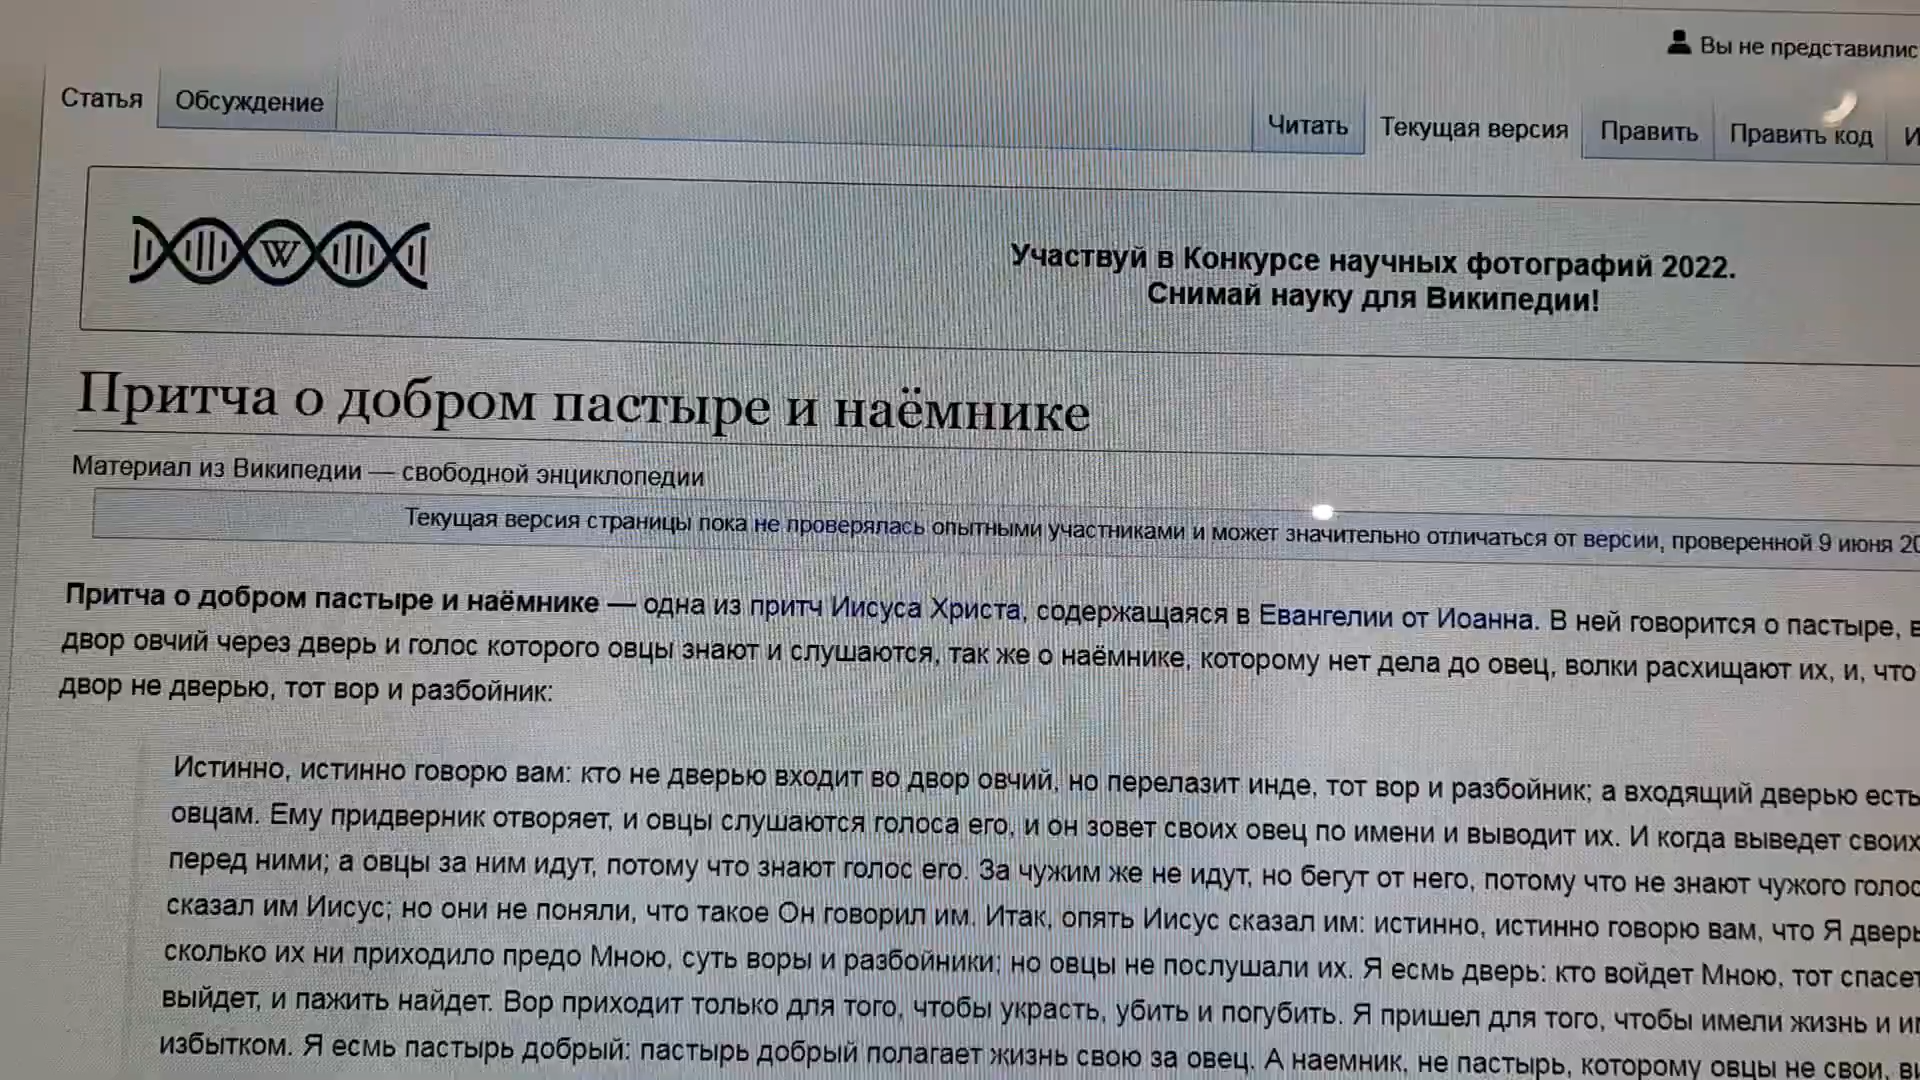 Вы не представилис
Статья Обсуждение Читать Текущая версия Править Править код И
W
Участвуй в Конкурсе научных фотографий 2022.
Снимай науку для Википедии!
Притча о добром пастыре и наёмнике
Материал из Википедии — свободной энциклопедии
Текущая версия страницы пока не проверялась опытными участниками и может значительно отличаться от версии, проверенной 9 июня 20
Притча о добром пастыре и наёмнике — одна из притч Иисуса Христа, содержащаяся в Евангелии от Иоанна. В ней говорится о пастыре, в
двор овчий через дверь и голос которого овцы знают и слушаются, так же о наёмнике, которому нет дела до овец, волки расхищают их, и, что
двор не дверью, тот вор и разбойник:
Истинно, истинно говорю вам: кто не дверью входит во двор овчий, но перелазит инде, тот вор и разбойник; а входящий дверью есть
овцам. Ему придверник отворяет, и овцы слушаются голоса его, и он зовет своих овец по имени и выводит их. И когда выведет своих
перед ними; а овцы за ним идут, потому что знают голос его. За чужим же не идут, но бегут от него, потому что не знают чужого голос
сказал им Иисус; но они не поняли, что такое Он говорил им. Итак, опять Иисус сказал им: истинно, истинно говорю вам, что Я дверь
сколько их ни приходило предо Мною, суть воры и разбойники; но овцы не послушали их. Я есмь дверь: кто войдет Мною, тот спасет
выйдет, и пажить найдет. Вор приходит только для того, чтобы украсть, убить и погубить. Я пришел для того, чтобы имели жизнь и и
избытком. Я есмь пастырь добрый: пастырь добрый полагает жизнь свою за овец. А наемник, не пастырь, которому овцы не свои, ви